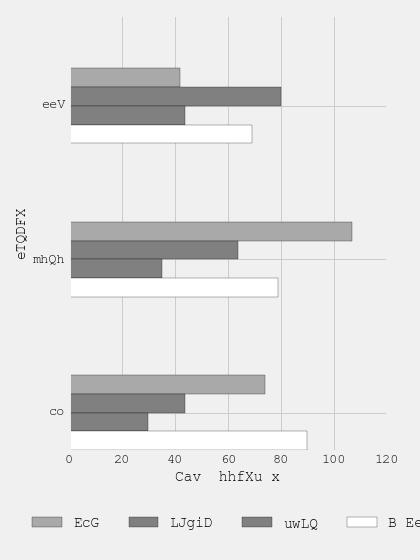 eeV
mhQh
co
eTQDFX
0 20 40 60 80 100 120
Cav hhfXu x
EcG LJgiD uwLQ B Ee